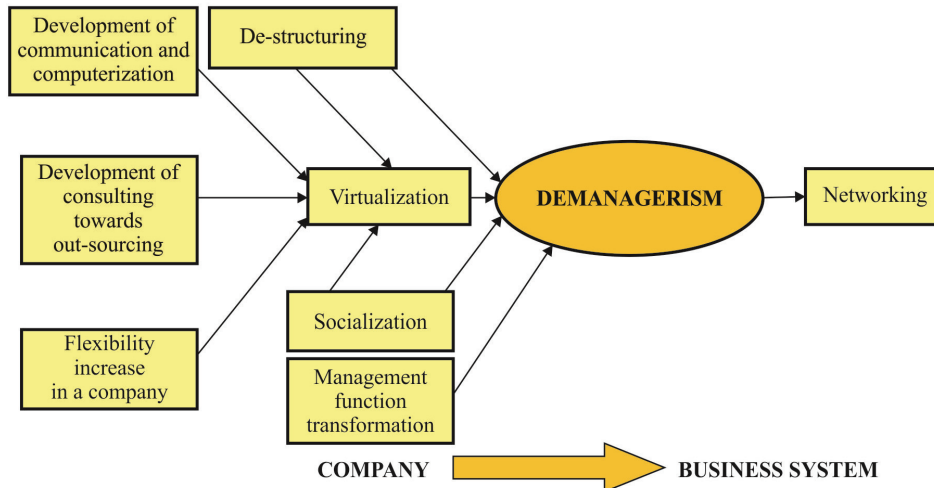 Development of
communication and
computerization
De-structuring
Development of
consulting
towards
out-sourcing
Virtualization
DEMANAGERISM
Networking
Socialization
Flexibility
increase
in a company
Management
function
transformation
COMPANY
BUSINESS SYSTEM